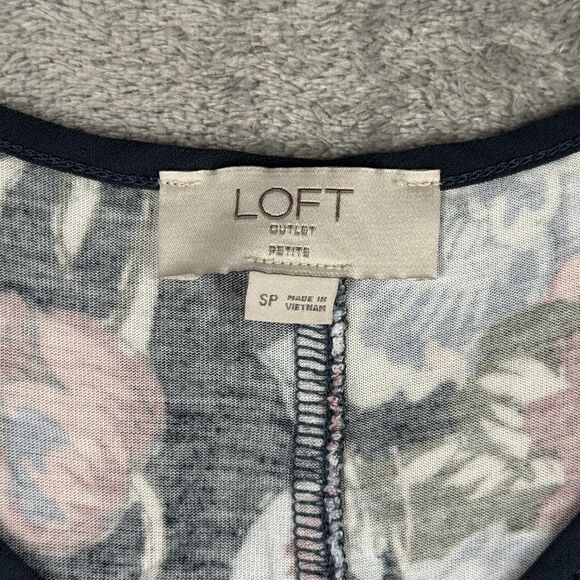 LOFT
OUTLET
PETITE
SP MADE IN
VIETNAM